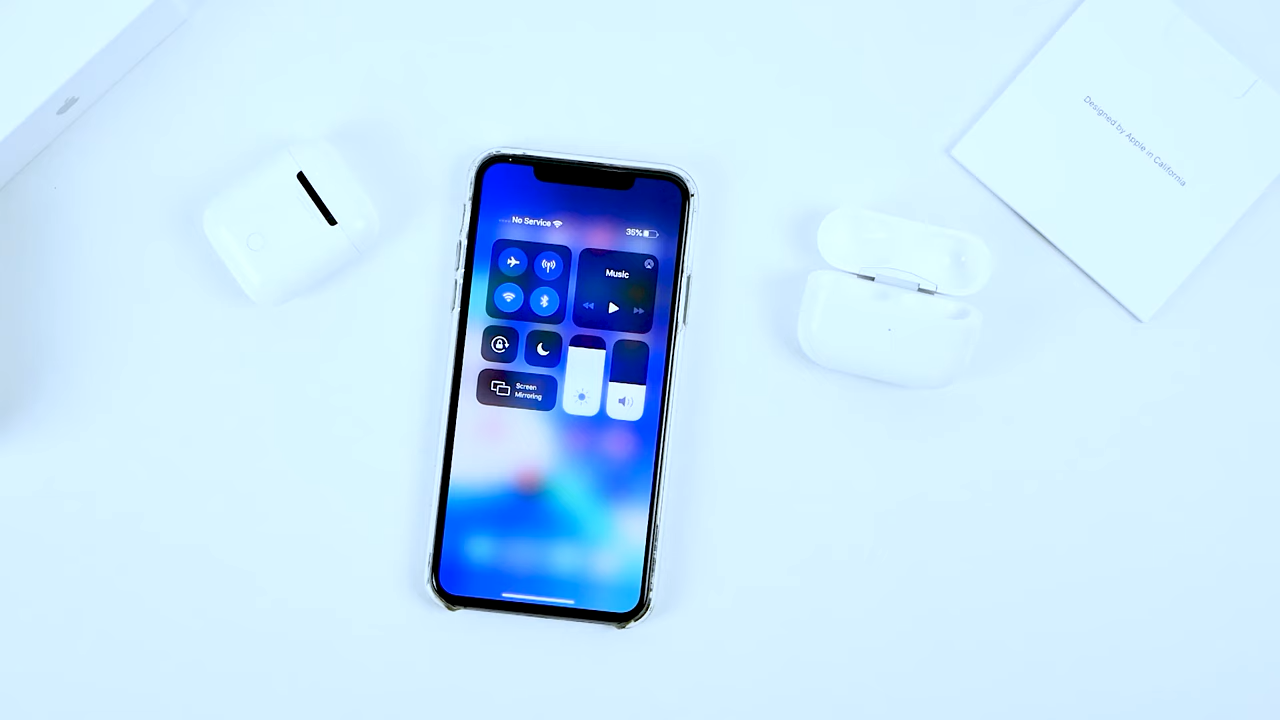 No Service
35%
Music
Screen
Mirroring
Designed by Apple in California